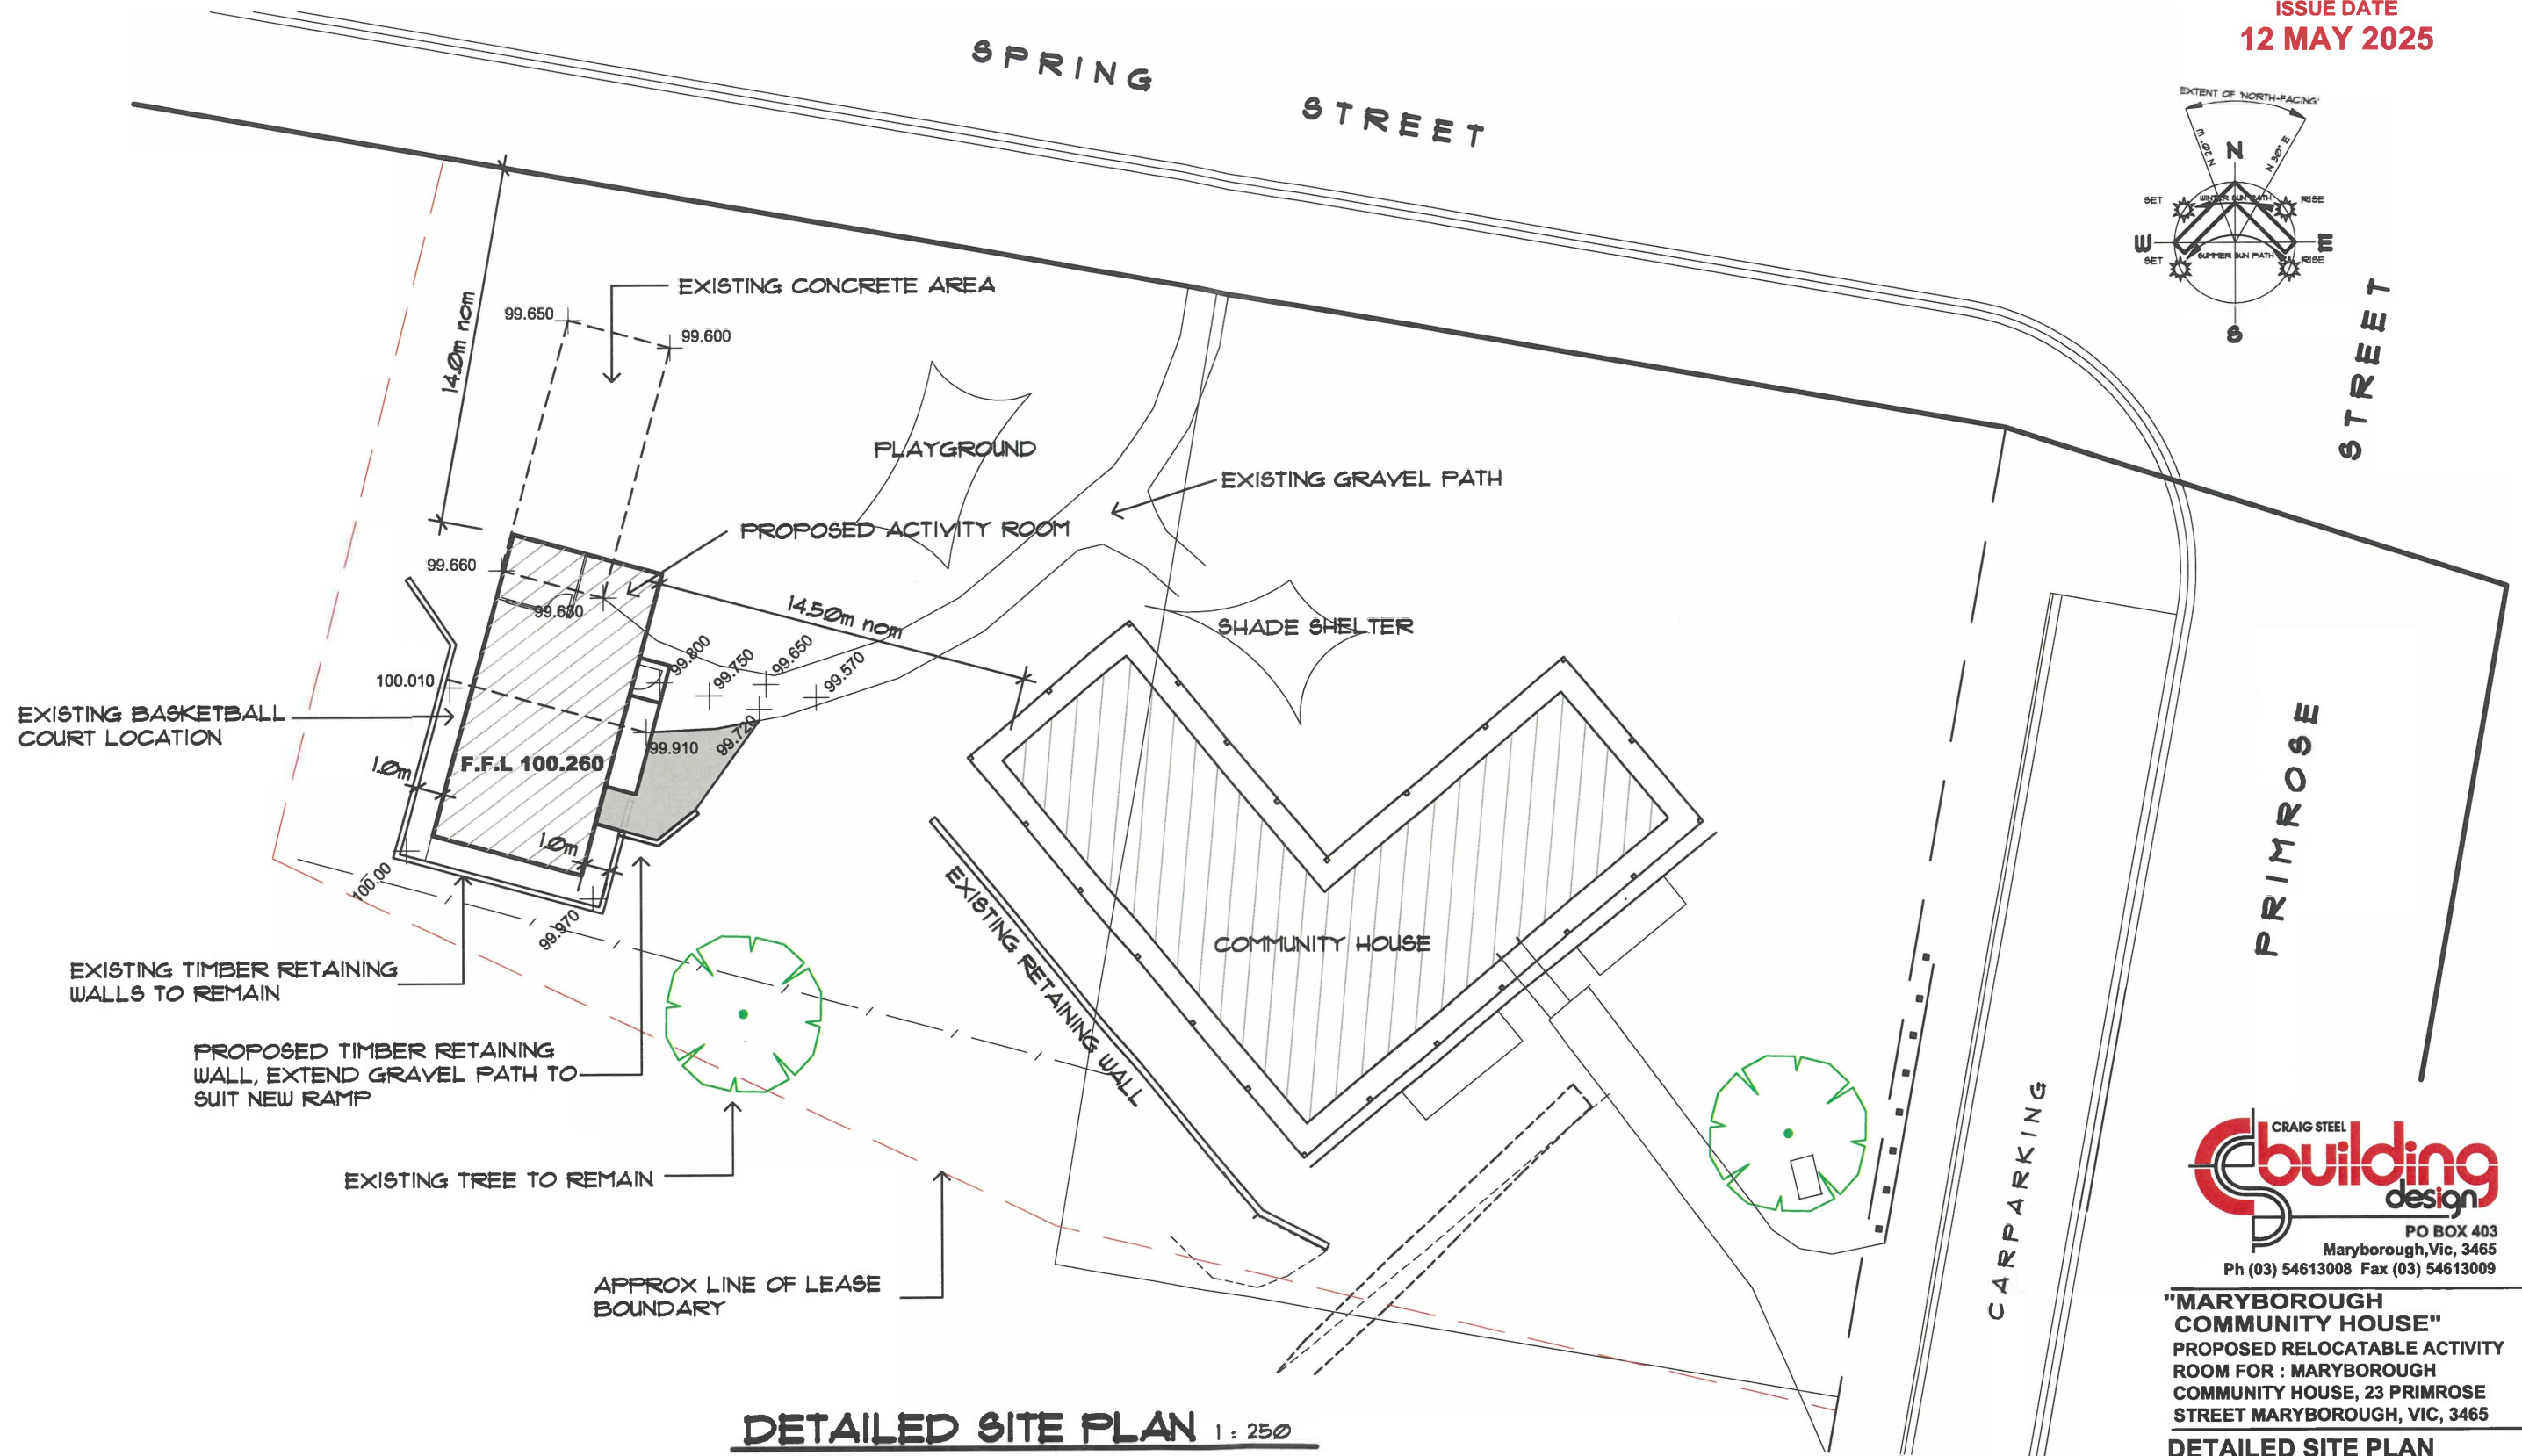 ISSUE DATE
12 MAY 2025
SPRING STREET
EXTENT OF 'NORTH-FACING'
N 20° W
N 30° E
N
SET
WINTER SUN PATH
RISE
W
E
SET
SUMMER SUN PATH
RISE
S
PRIMROSE STREET
EXISTING CONCRETE AREA
99.650
99.600
14.0m nom
PLAYGROUND
EXISTING GRAVEL PATH
PROPOSED ACTIVITY ROOM
99.660
99.630
14.50m nom
SHADE SHELTER
99.800
99.750
99.650
99.570
100.010
EXISTING BASKETBALL
COURT LOCATION
99.910
99.720
F.F.L 100.260
1.0m
1.0m
100.00
99.970
EXISTING RETAINING WALL
COMMUNITY HOUSE
EXISTING TIMBER RETAINING
WALLS TO REMAIN
PROPOSED TIMBER RETAINING
WALL, EXTEND GRAVEL PATH TO
SUIT NEW RAMP
EXISTING TREE TO REMAIN
APPROX LINE OF LEASE
BOUNDARY
CARPARKING
CRAIG STEEL
building
design
PO BOX 403
Maryborough,Vic, 3465
Ph (03) 54613008 Fax (03) 54613009
"MARYBOROUGH
COMMUNITY HOUSE"
PROPOSED RELOCATABLE ACTIVITY
ROOM FOR : MARYBOROUGH
COMMUNITY HOUSE, 23 PRIMROSE
STREET MARYBOROUGH, VIC, 3465
DETAILED SITE PLAN
DETAILED SITE PLAN 1 : 250